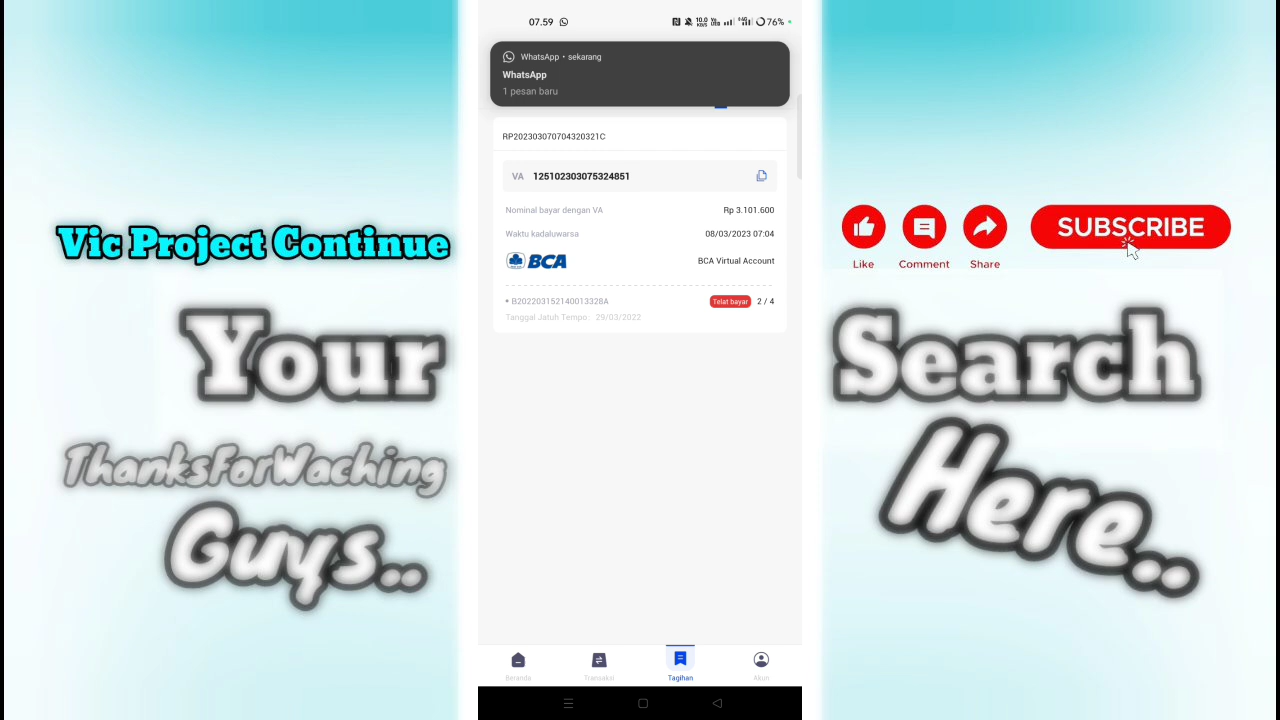 07.59
10.0 KB/S
76%
WhatsApp • sekarang
WhatsApp
1 pesan baru
RP202303070704320321C
VA 125102303075324851
Nominal bayar dengan VA Rp 3.101.600
Waktu kadaluwarsa 08/03/2023 07:04
BCA BCA Virtual Account
• B202203152140013328A Telat bayar 2 / 4
Tanggal Jatuh Tempo: 29/03/2022
Beranda Transaksi Tagihan Akun
Vic Project Continue
Your
ThanksForWaching
Guys..
SUBSCRIBE
Like Comment Share
Search
Here..